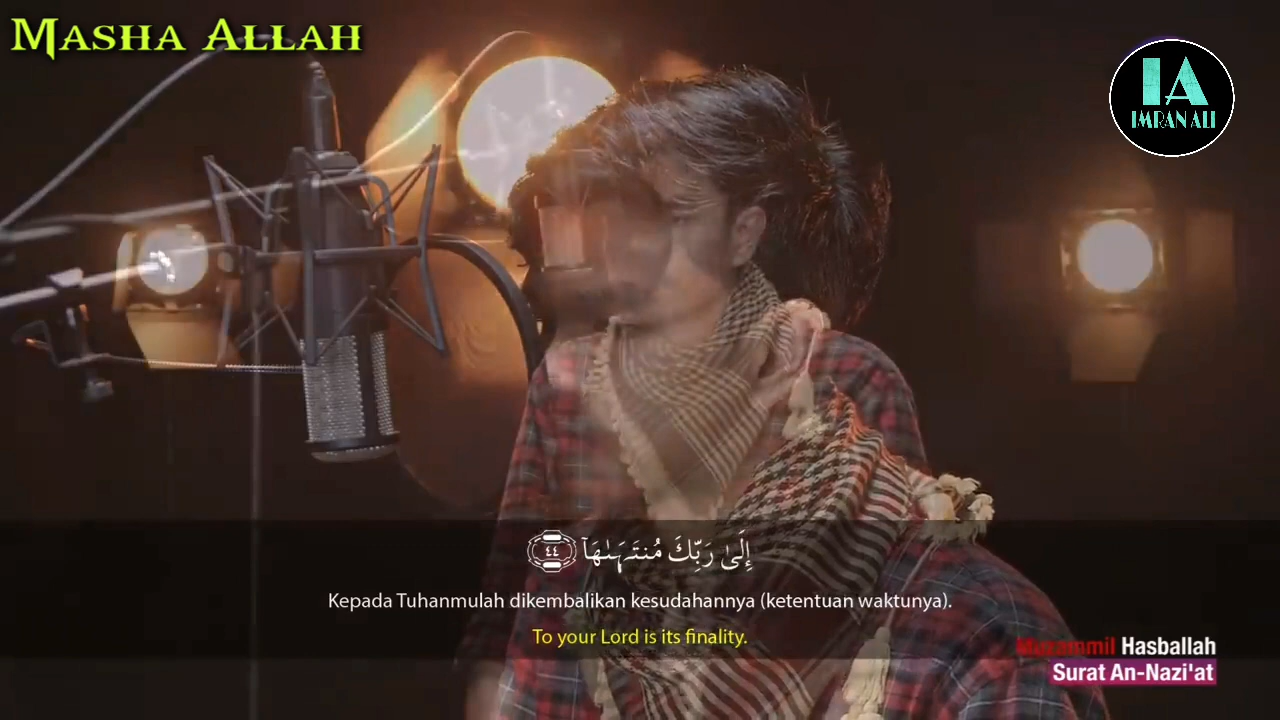 Masha Allah
IA
IMRAN ALI
إِلَىٰ رَبِّكَ مُنتَهَىٰهَآ ٤٤
Kepada Tuhanmulah dikembalikan kesudahannya (ketentuan waktunya).
To your Lord is its finality.
Muzammil Hasballah
Surat An-Nazi'at